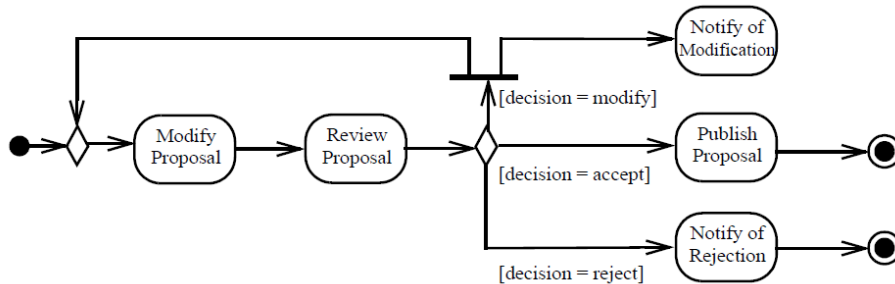 Notify of
Modification
[decision = modify]
Modify
Proposal
Review
Proposal
Publish
Proposal
[decision = accept]
Notify of
Rejection
[decision = reject]